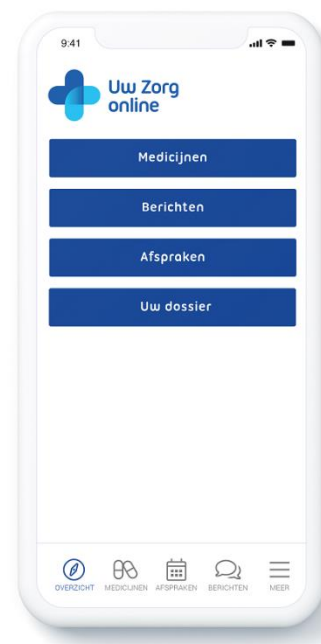 9:41
Uw Zorg
online
Medicijnen
Berichten
Afspraken
Uw dossier
OVERZICHT MEDICIJNEN AFSPRAKEN BERICHTEN MEER